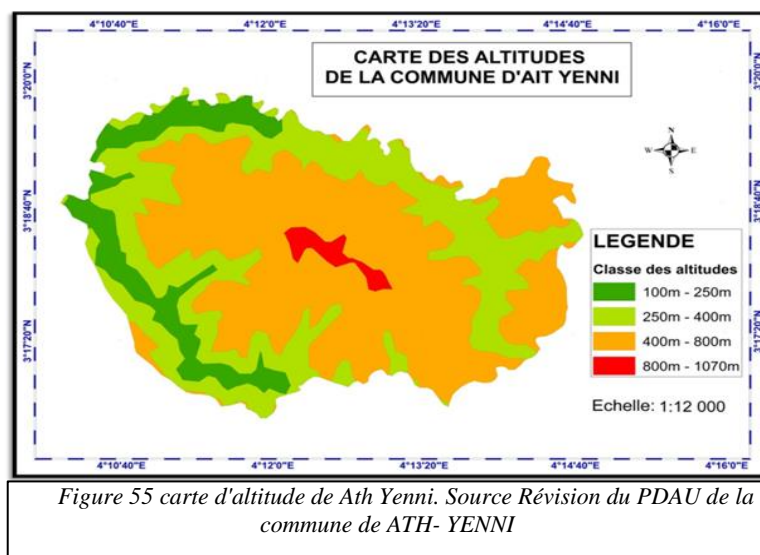 4°10'40"E 4°12'0"E 4°13'20"E 4°14'40"E 4°16'0"E
CARTE DES ALTITUDES
DE LA COMMUNE D'AIT YENNI
3°20'0"N
3°20'0"N
N
W E
S
3°18'40"N
3°18'40"N
LEGENDE
Classe des altitudes
100m - 250m
250m - 400m
400m - 800m
800m - 1070m
3°17'20"N
3°17'20"N
Echelle: 1:12 000
4°10'40"E 4°12'0"E 4°13'20"E 4°14'40"E 4°16'0"E
Figure 55 carte d'altitude de Ath Yenni. Source Révision du PDAU de la
commune de ATH- YENNI